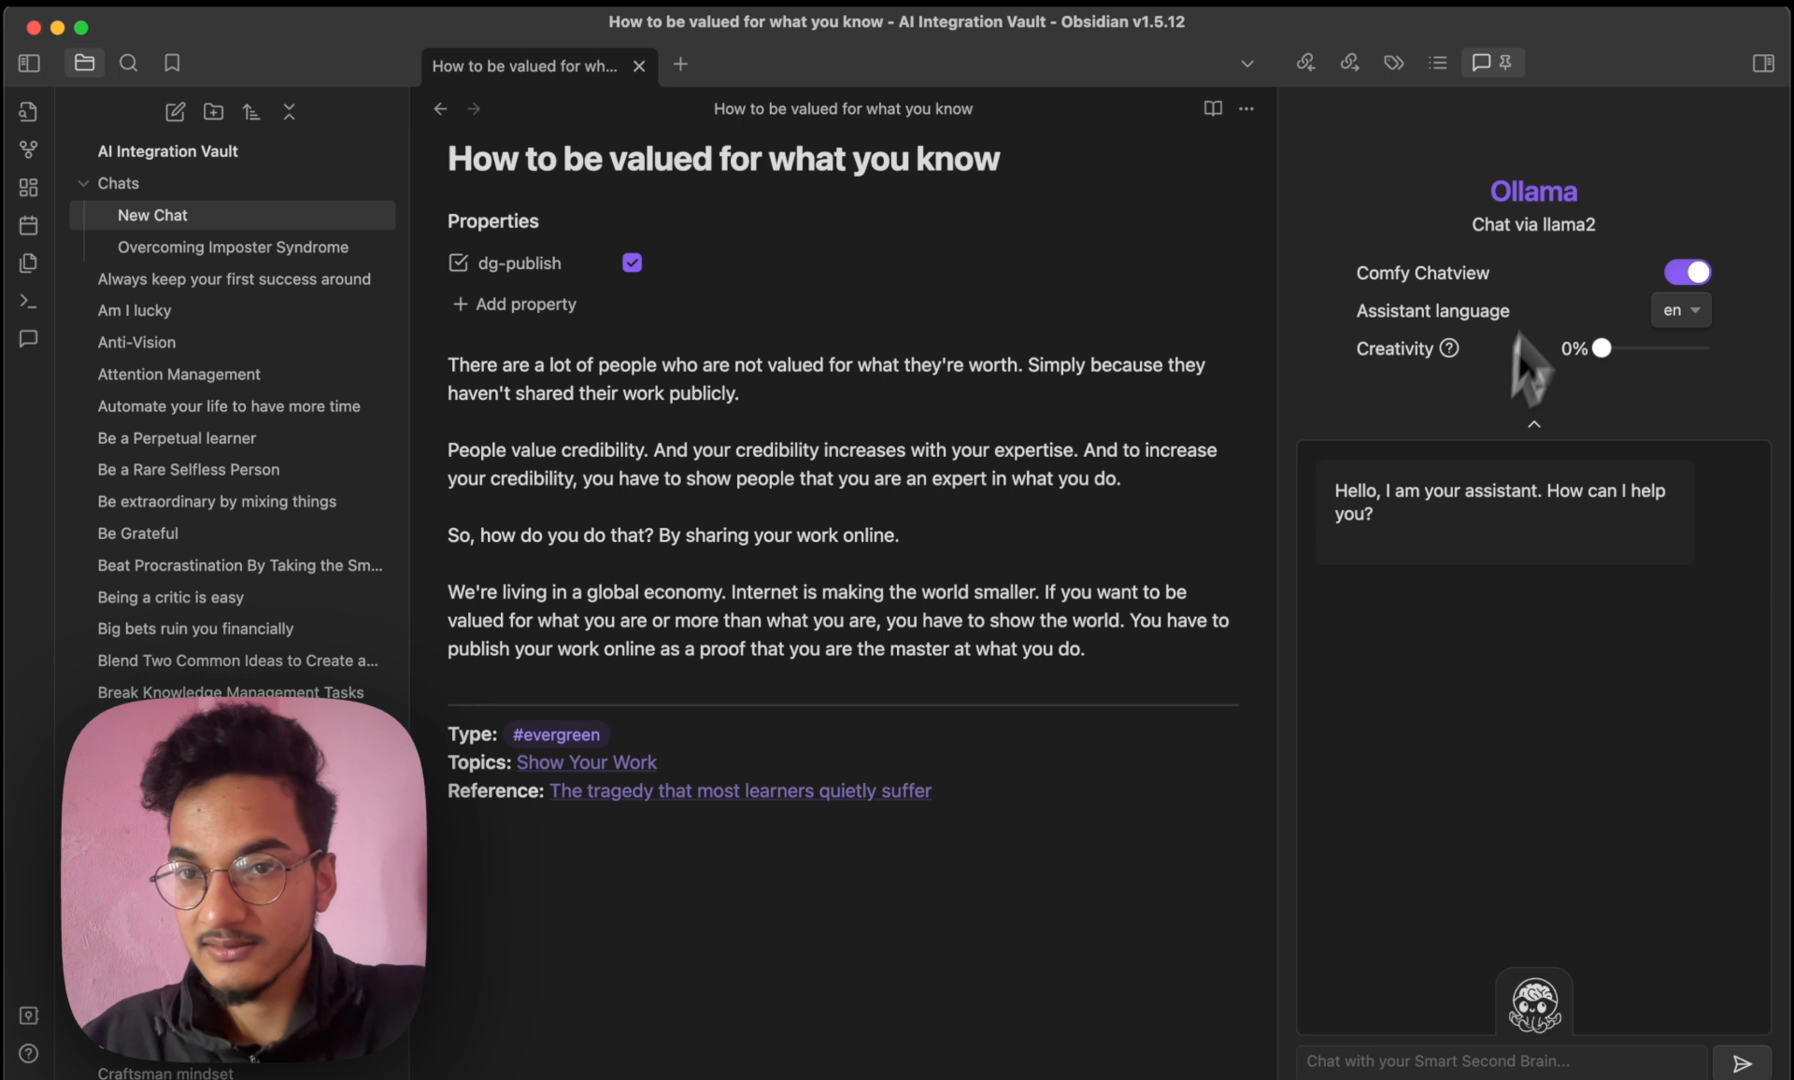 How to be valued for what you know - AI Integration Vault - Obsidian v1.5.12
How to be valued for wh...
How to be valued for what you know
AI Integration Vault
Chats
New Chat
Overcoming Imposter Syndrome
Always keep your first success around
Am I lucky
Anti-Vision
Attention Management
Automate your life to have more time
Be a Perpetual learner
Be a Rare Selfless Person
Be extraordinary by mixing things
Be Grateful
Beat Procrastination By Taking the Sm...
Being a critic is easy
Big bets ruin you financially
Blend Two Common Ideas to Create a...
Break Knowledge Management Tasks
Craftsman mindset
How to be valued for what you know
Properties
dg-publish
Add property
There are a lot of people who are not valued for what they're worth. Simply because they
haven't shared their work publicly.
People value credibility. And your credibility increases with your expertise. And to increase
your credibility, you have to show people that you are an expert in what you do.
So, how do you do that? By sharing your work online.
We're living in a global economy. Internet is making the world smaller. If you want to be
valued for what you are or more than what you are, you have to show the world. You have to
publish your work online as a proof that you are the master at what you do.
Type: #evergreen
Topics: Show Your Work
Reference: The tragedy that most learners quietly suffer
Ollama
Chat via llama2
Comfy Chatview
Assistant language en
Creativity 0%
Hello, I am your assistant. How can I help
you?
Chat with your Smart Second Brain...